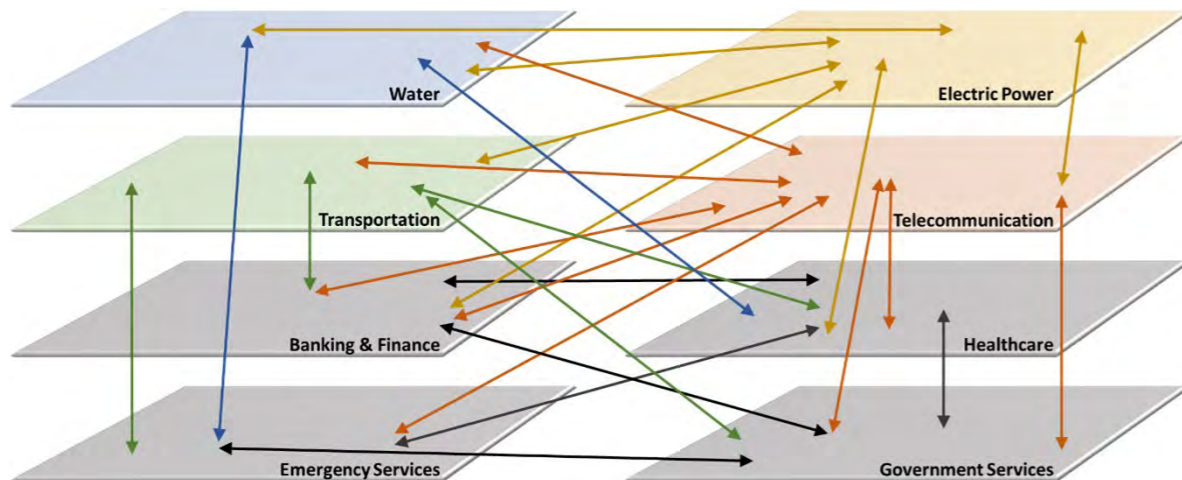 Water
Electric Power
Transportation
Telecommunication
Banking & Finance
Healthcare
Emergency Services
Government Services